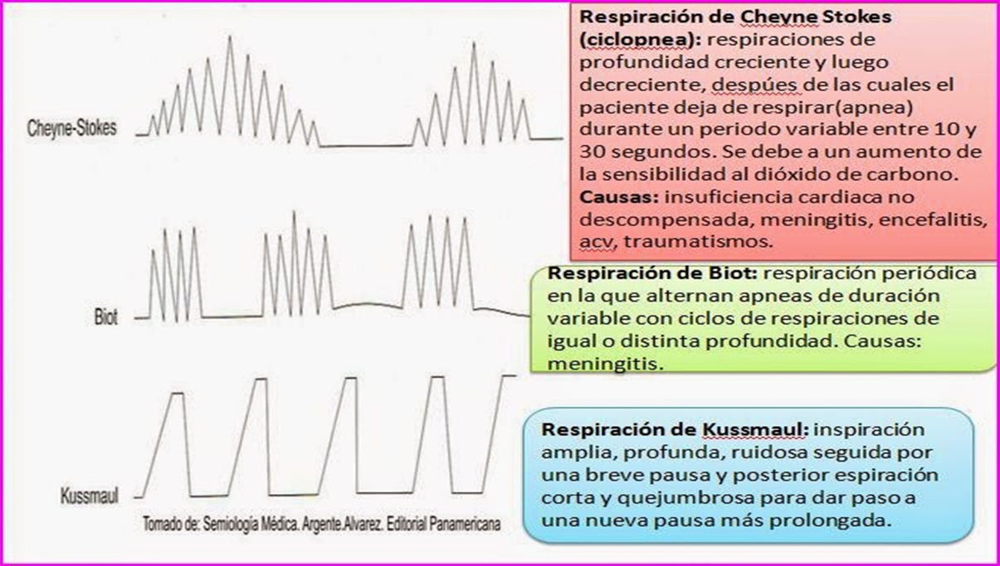 Cheyne-Stokes
Biot
Kussmaul
Tomado de: Semiología Médica. Argente.Alvarez. Editorial Panamericana
Respiración de Cheyne Stokes
(ciclopnea): respiraciones de
profundidad creciente y luego
decreciente, despúes de las cuales el
paciente deja de respirar(apnea)
durante un periodo variable entre 10 y
30 segundos. Se debe a un aumento de
la sensibilidad al dióxido de carbono.
Causas: insuficiencia cardiaca no
descompensada, meningitis, encefalitis,
acv, traumatismos.
Respiración de Biot: respiración periódica
en la que alternan apneas de duración
variable con ciclos de respiraciones de
igual o distinta profundidad. Causas:
meningitis.
Respiración de Kussmaul: inspiración
amplia, profunda, ruidosa seguida por
una breve pausa y posterior espiración
corta y quejumbrosa para dar paso a
una nueva pausa más prolongada.